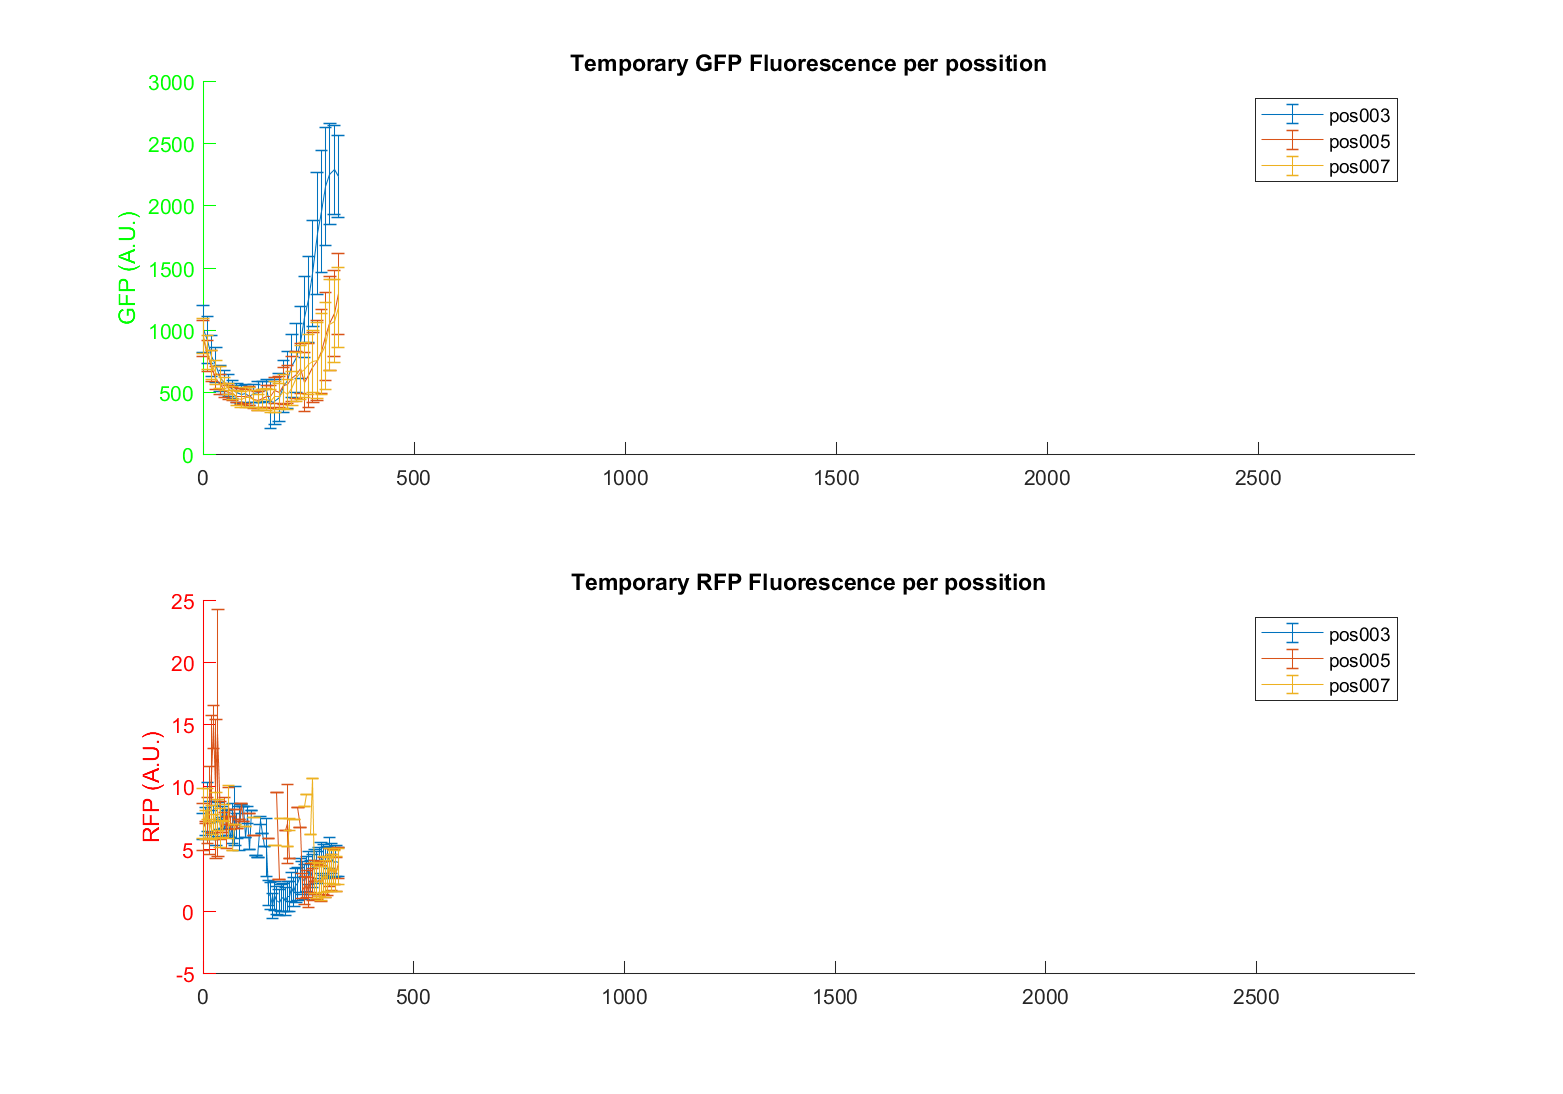 Temporary GFP Fluorescence per possition
3000
2500
2000
1500
1000
500
0
GFP (A.U.)
pos003
pos005
pos007
0 500 1000 1500 2000 2500
Temporary RFP Fluorescence per possition
25
20
15
10
5
0
-5
RFP (A.U.)
pos003
pos005
pos007
0 500 1000 1500 2000 2500